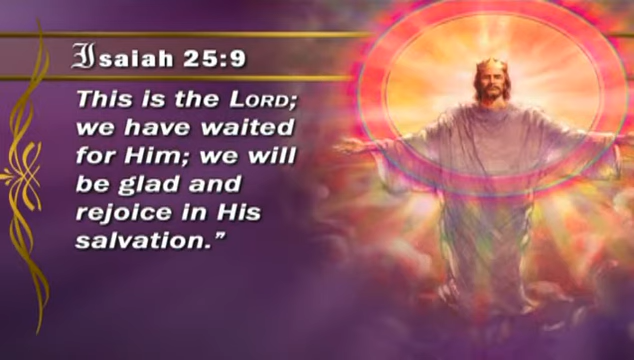 Isaiah 25:9
This is the LORD;
we have waited
for Him; we will
be glad and
rejoice in His
salvation.”